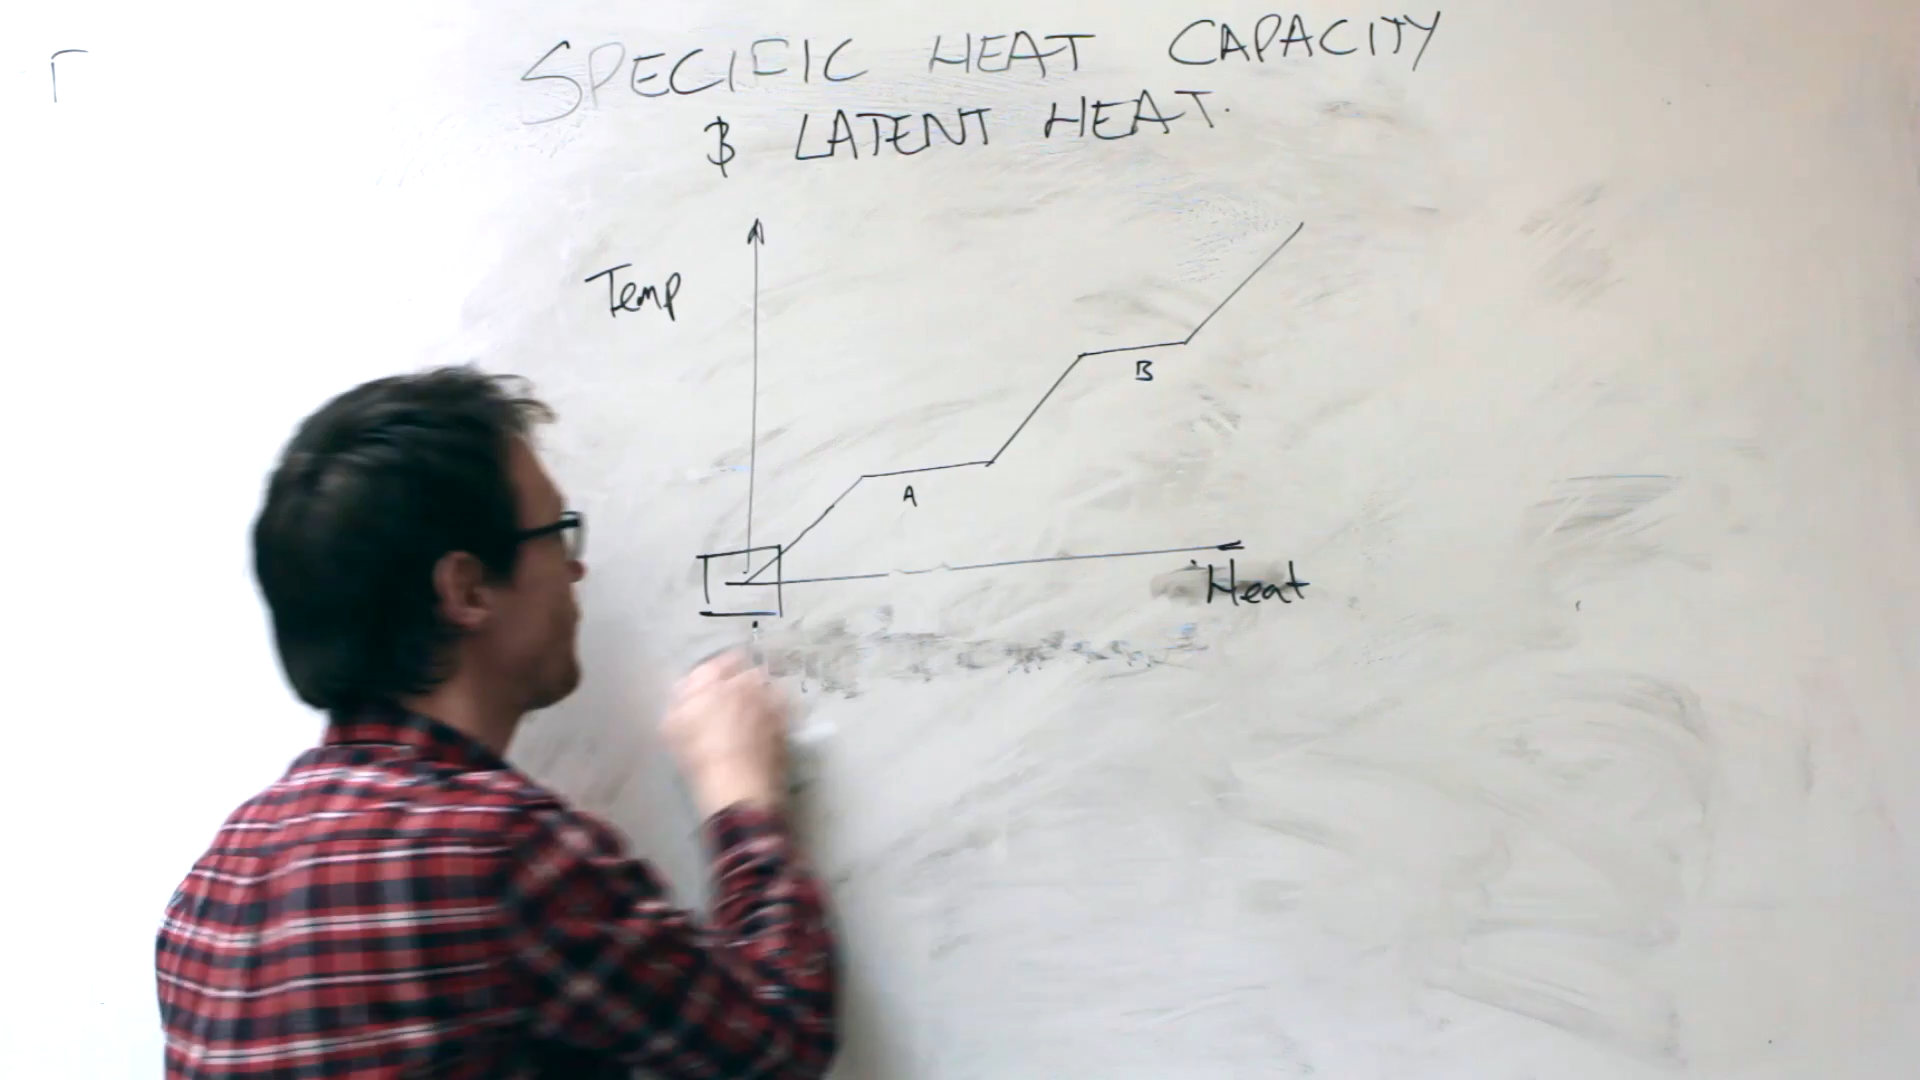 SPECIFIC HEAT CAPACITY
& LATENT HEAT.
Temp
B
A
Heat